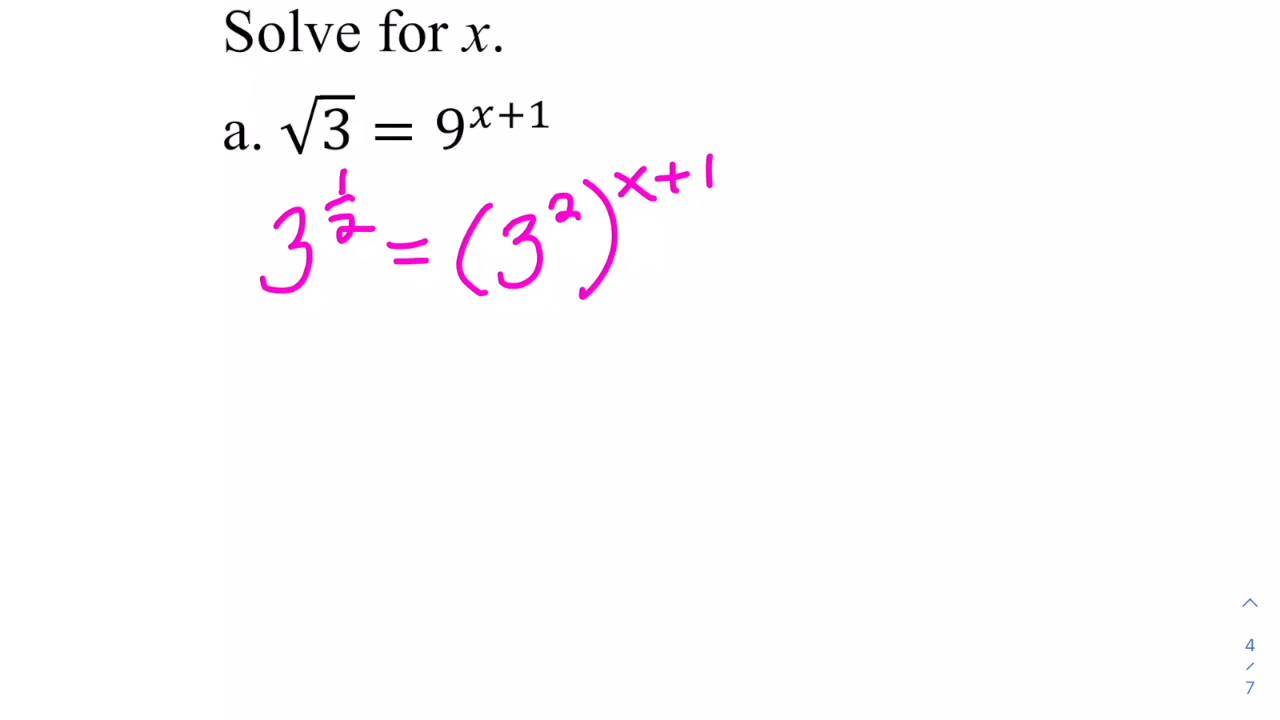 Solve for x.
a. √3 = 9^{x+1}
3^{1/2} = (3^2)^{x+1}
4
/
7